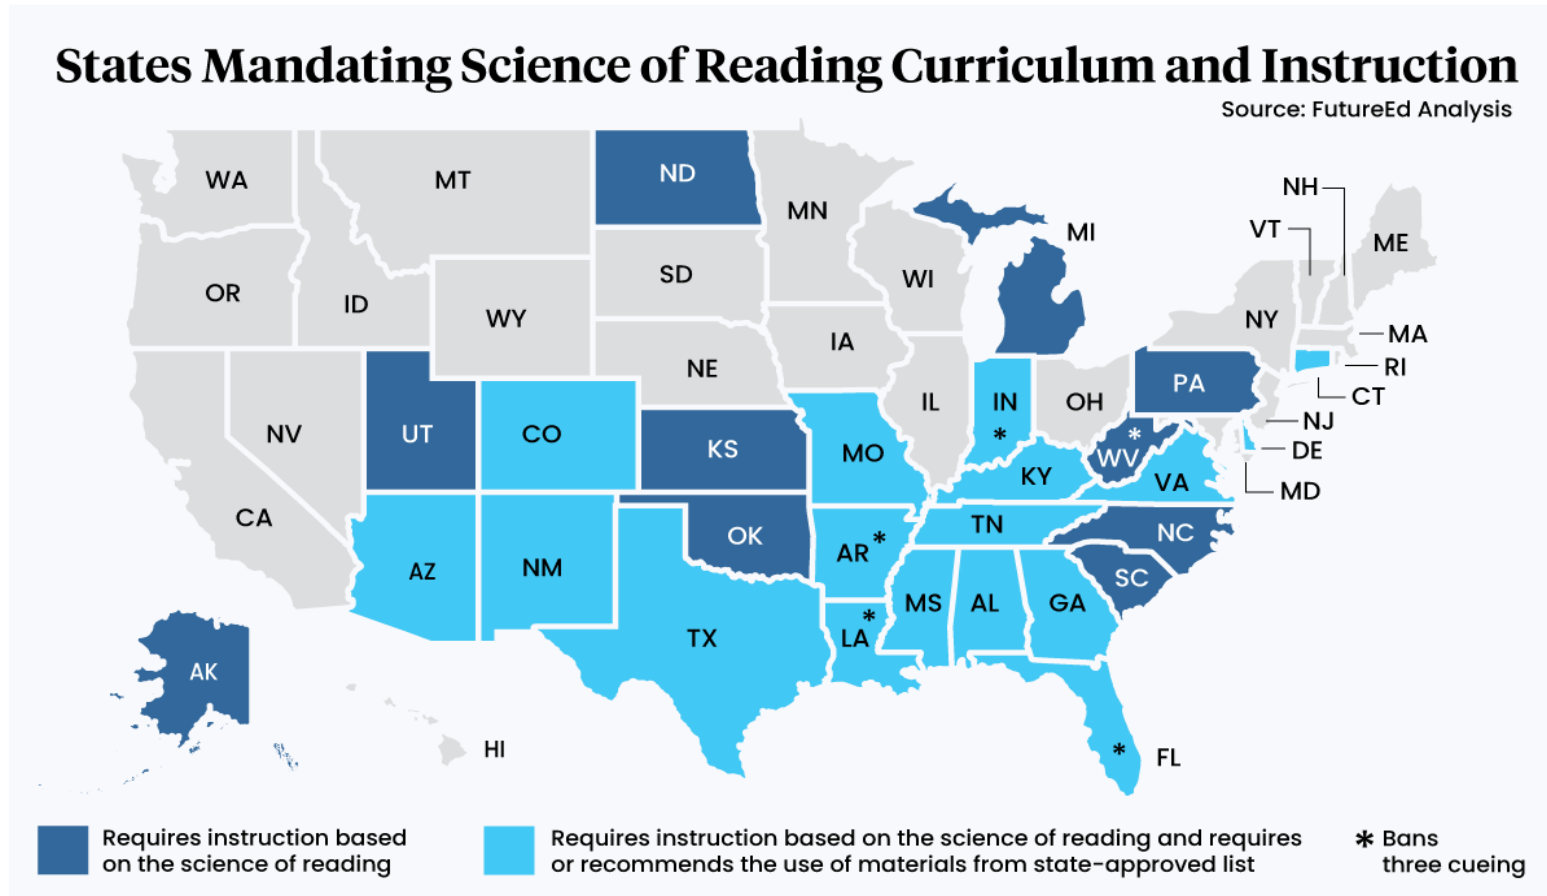 States Mandating Science of Reading Curriculum and Instruction
Source: FutureEd Analysis
WA
MT
ND
MN
MI
NH
VT
ME
OR
ID
WY
SD
WI
NY
MA
RI
CT
NE
IA
IL
IN
*
OH
PA
NJ
DE
MD
NV
UT
CO
KS
MO
KY
*
WV
VA
CA
AZ
NM
OK
AR *
TN
NC
SC
TX
*
LA
MS
AL
GA
AK
HI
*
FL
Requires instruction based
on the science of reading
Requires instruction based on the science of reading and requires
or recommends the use of materials from state-approved list
* Bans
three cueing